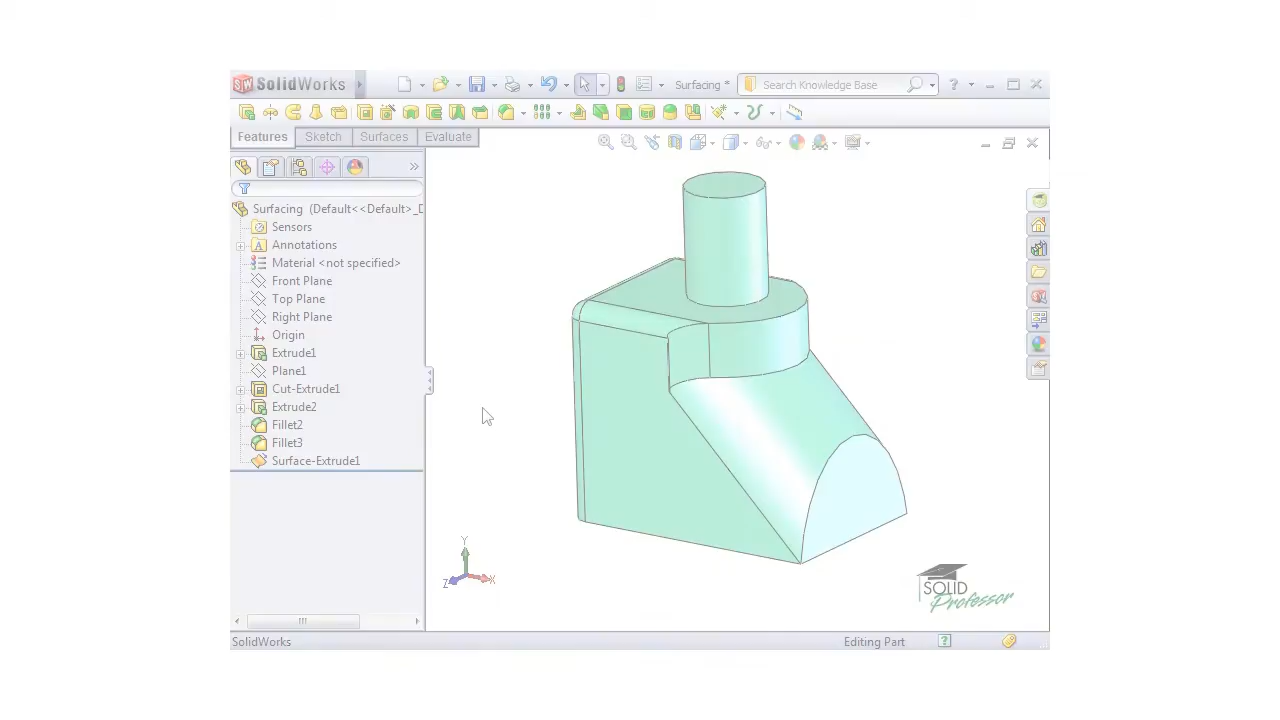 SolidWorks
Surfacing *
Search Knowledge Base
Features
Sketch
Surfaces
Evaluate
Surfacing (Default<<Default>_D
Sensors
Annotations
Material <not specified>
Front Plane
Top Plane
Right Plane
Origin
Extrude1
Plane1
Cut-Extrude1
Extrude2
Fillet2
Fillet3
Surface-Extrude1
Y
Z
X
SOLID
Professor
SolidWorks
Editing Part